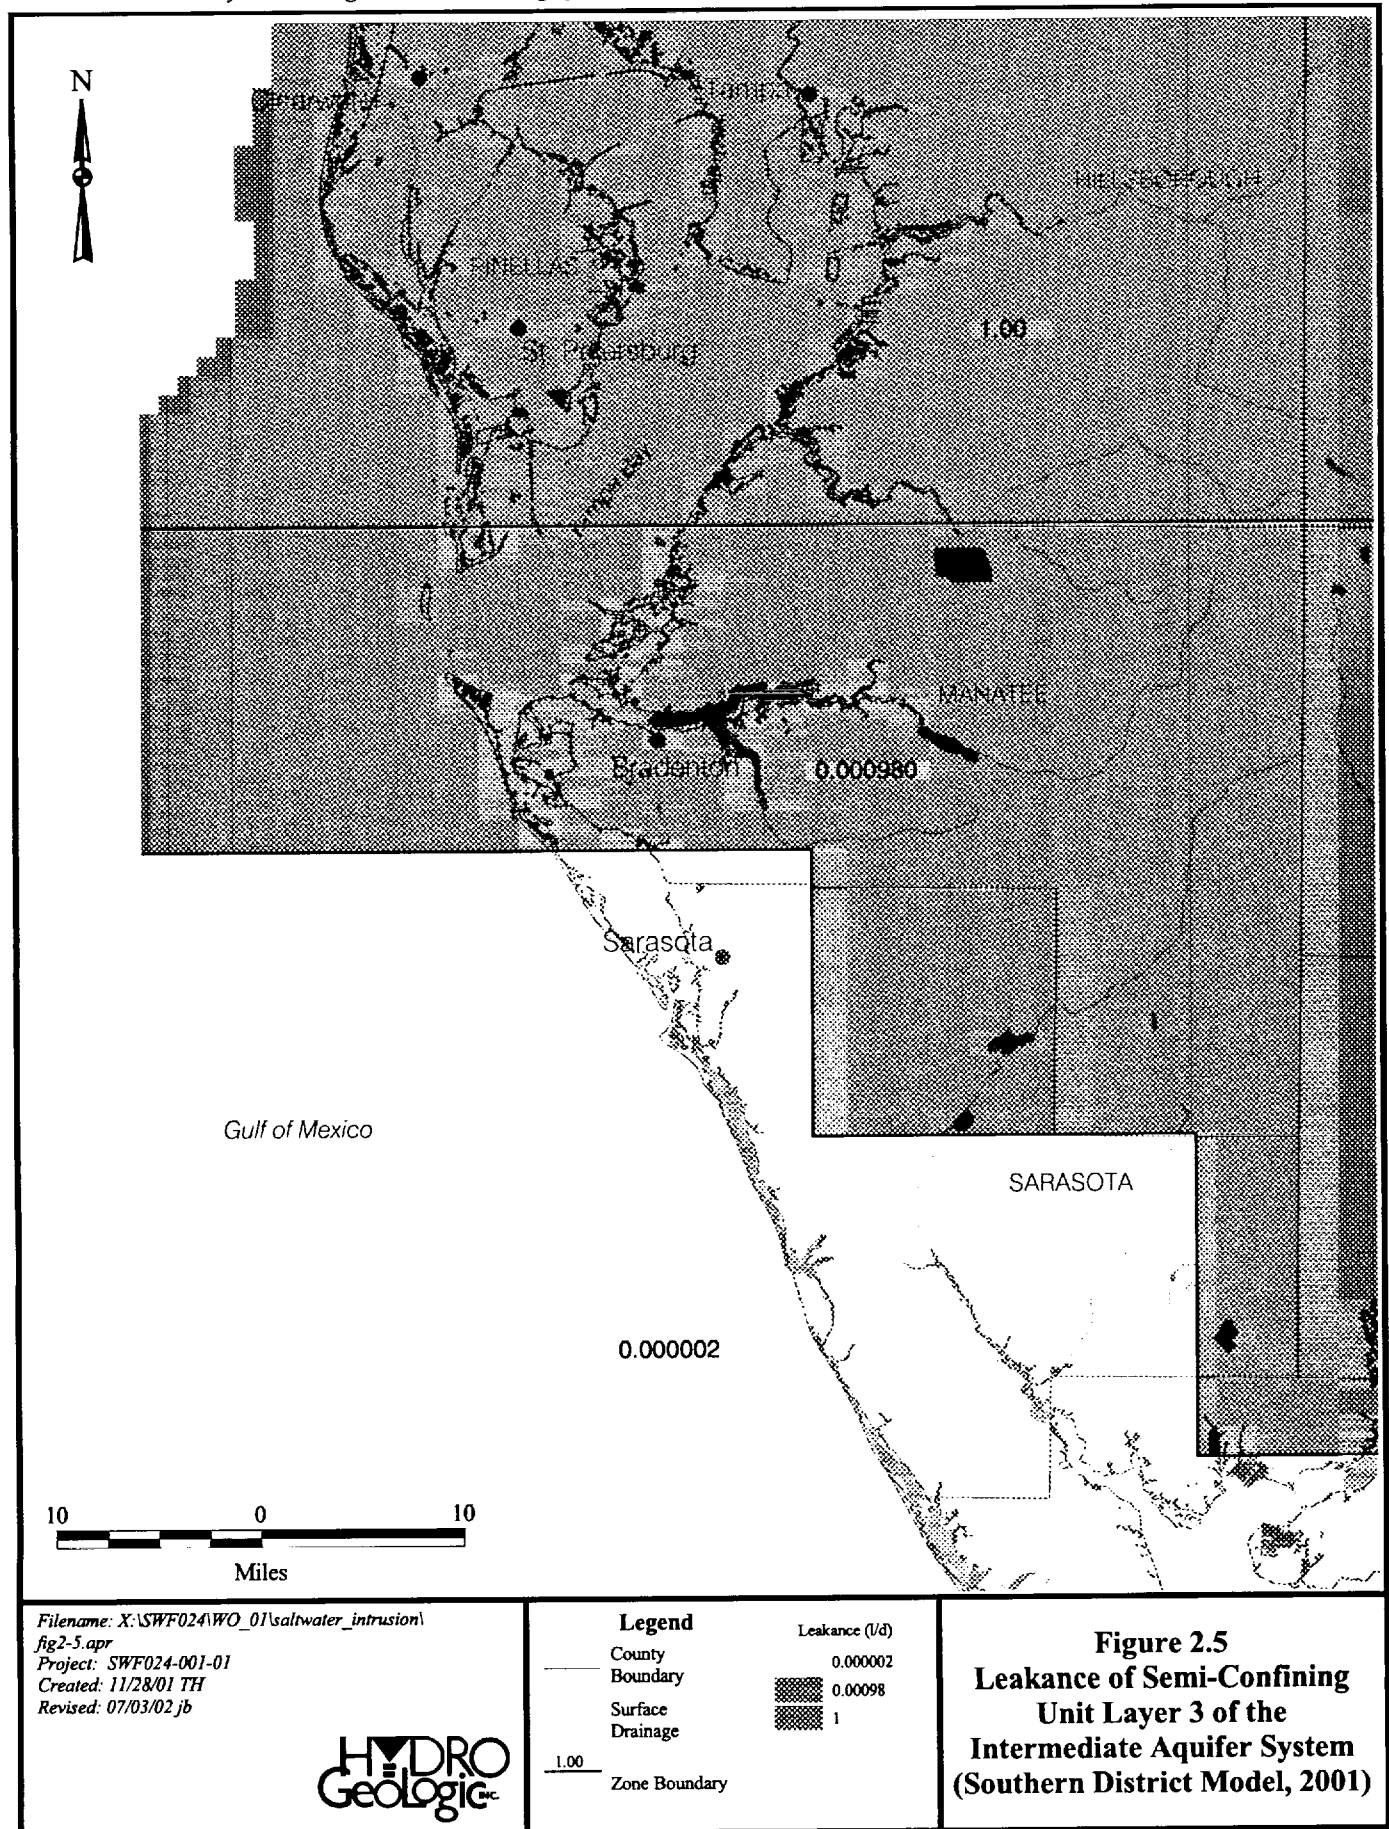 N
Tampa
HILLSBOROUGH
PINELLAS
1.00
St. Petersburg
MANATEE
Bradenton
0.000980
Sarasota
Gulf of Mexico
SARASOTA
0.000002
10 0 10
Miles
Filename: X:\SWF024\WO_01\saltwater_intrusion\
fig2-5.apr
Project: SWF024-001-01
Created: 11/28/01 TH
Revised: 07/03/02 jb
HYDRO
GeoLogic INC.
Legend
County
Boundary
Surface
Drainage
1.00
Zone Boundary
Leakance (l/d)
0.000002
0.00098
1
Figure 2.5
Leakance of Semi-Confining
Unit Layer 3 of the
Intermediate Aquifer System
(Southern District Model, 2001)